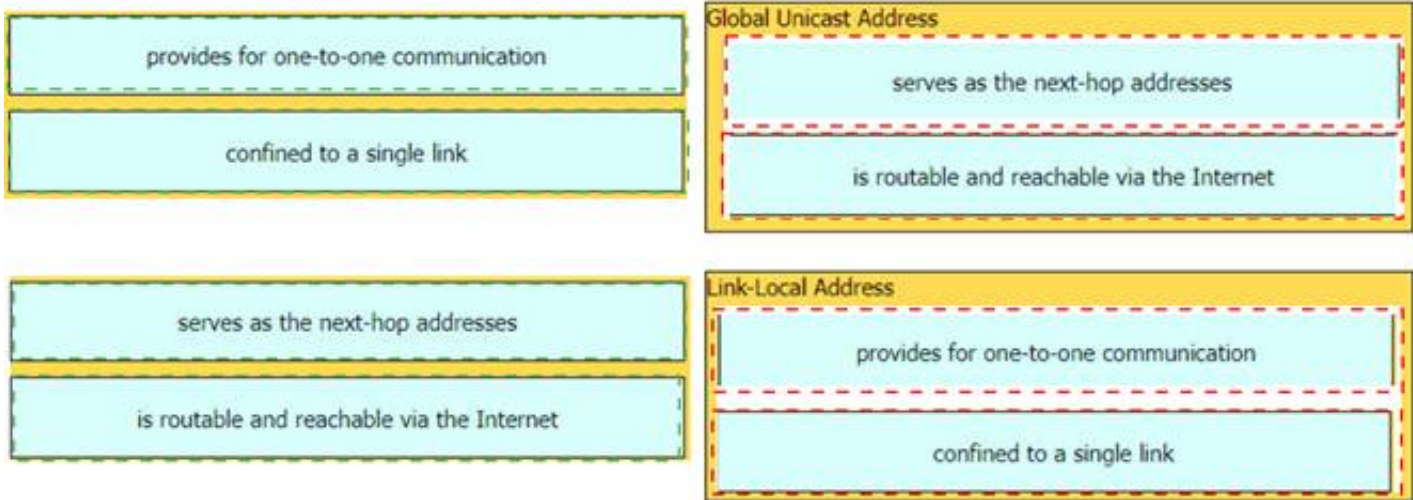 provides for one-to-one communication
confined to a single link
serves as the next-hop addresses
is routable and reachable via the Internet
Global Unicast Address
serves as the next-hop addresses
is routable and reachable via the Internet
Link-Local Address
provides for one-to-one communication
confined to a single link